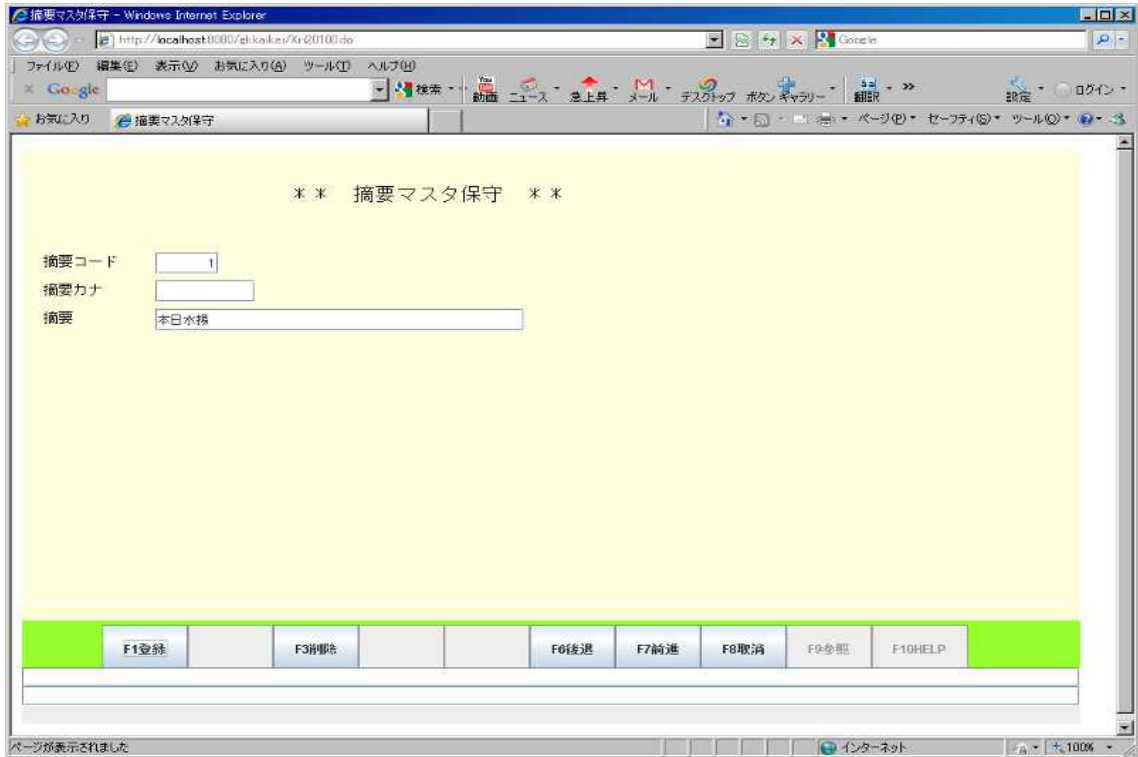 摘要マスタ保守 - Windows Internet Explorer
http://localhost:8080/gkkaikei/Kri20100.do
Google
ファイル(F) 編集(E) 表示(V) お気に入り(A) ツール(T) ヘルプ(H)
× Google 検索 You 動画 ニュース 急上昇 メール デスクトップ ボタン ギャラリー 翻訳 » 設定 ログイン
お気に入り 摘要マスタ保守 ページ(P) セーフティ(S) ツール(O)
** 摘要マスタ保守 **
摘要コード 1
摘要カナ
摘要 本日水揚
F1登録 F3削除 F6後退 F7前進 F8取消 F9参照 F10HELP
ページが表示されました インターネット 100%